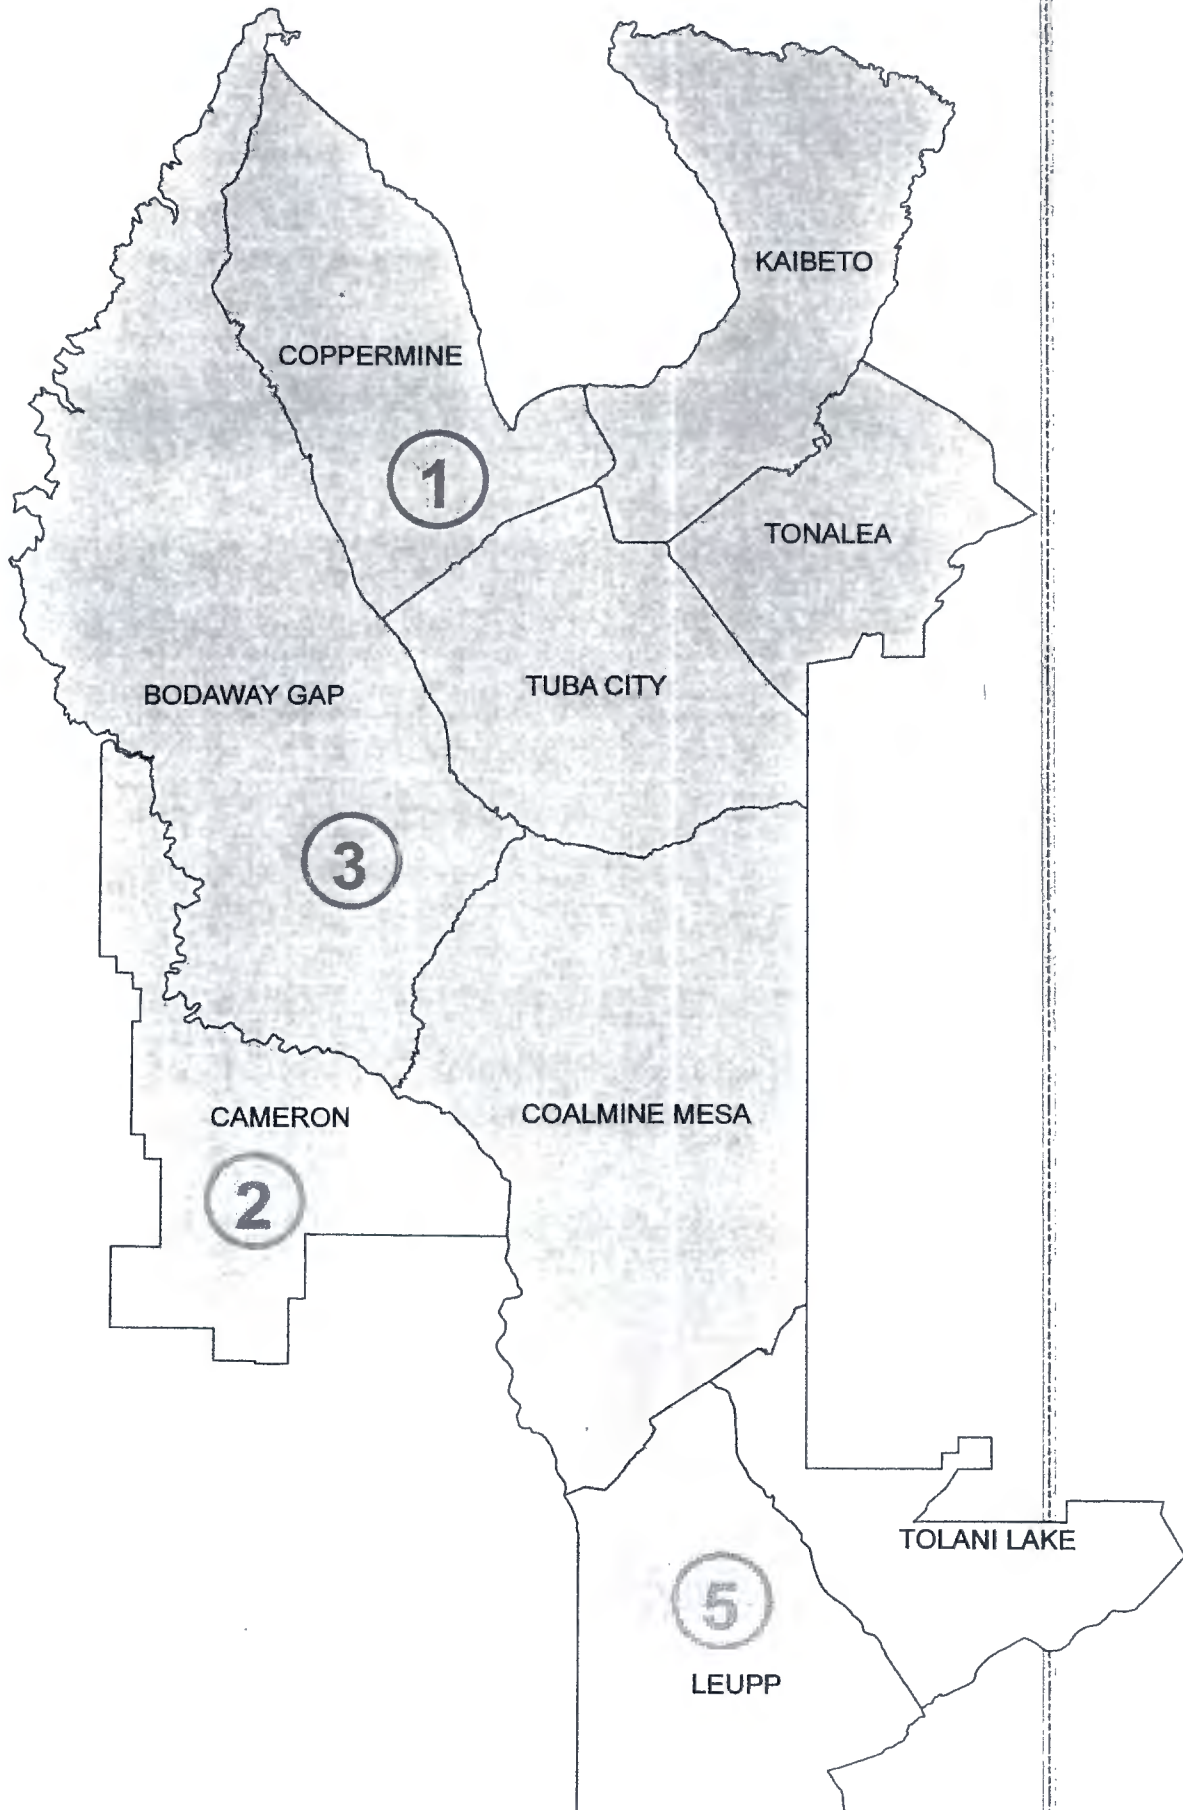 KAIBETO
COPPERMINE
1
TONALEA
TUBA CITY
BODAWAY GAP
3
CAMERON
COALMINE MESA
2
TOLANI LAKE
5
LEUPP